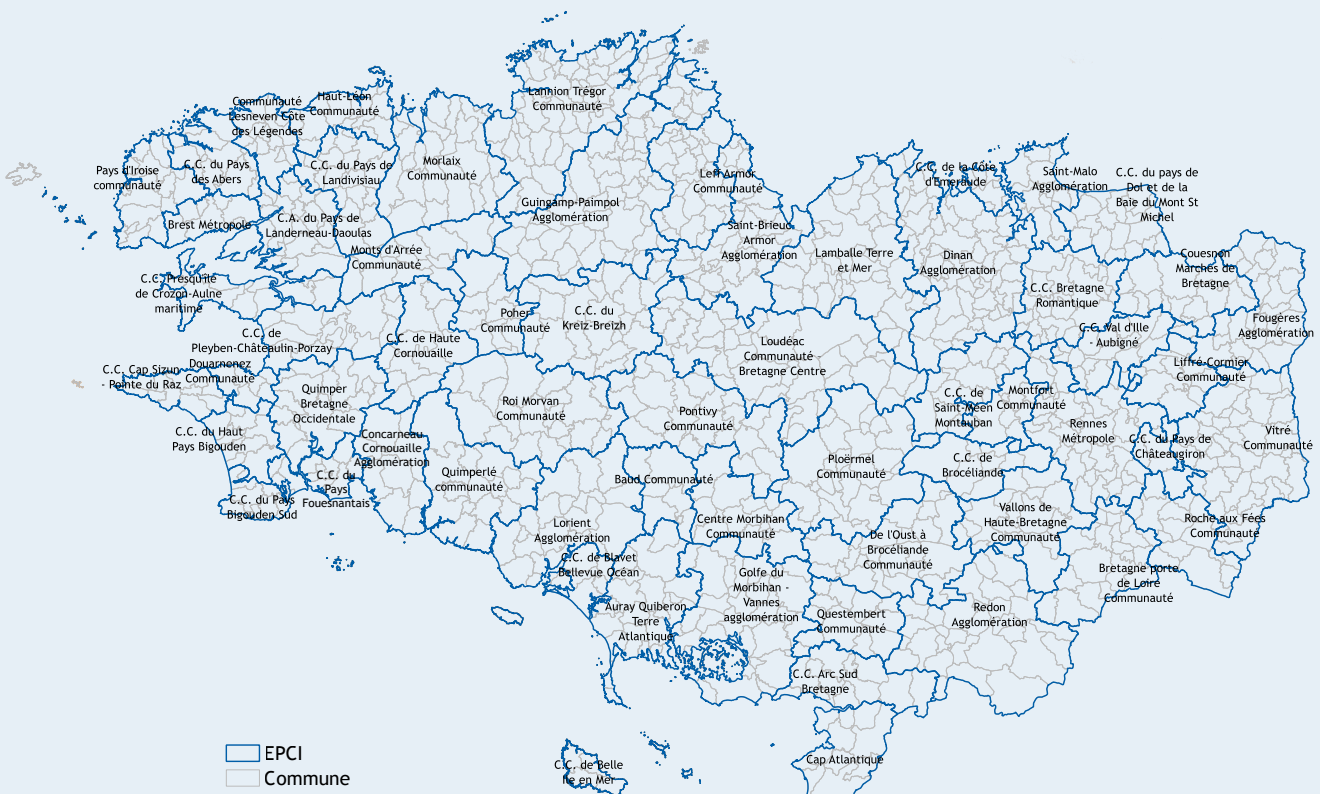 Lannion Trégor
Communauté
Haut-Léon
Communauté
Communauté
Lesneven Côte
des Légendes
Pays d'Iroise
communauté
C.C. du Pays
des Abers
C.C. du Pays de
Landivisiau
Morlaix
Communauté
Leff Armor
Communauté
C.C. de la Côte
d'Emeraude
Saint-Malo
Agglomération
C.C. du pays de
Dol et de la
Baie du Mont St
Michel
Brest Métropole
C.A. du Pays de
Landerneau-Daoulas
Guingamp-Paimpol
Agglomération
Saint-Brieuc
Armor
Agglomération
Monts d'Arrée
Communauté
Lamballe Terre
et Mer
Dinan
Agglomération
Couesnon
Marches de
Bretagne
C.C. Presqu'île
de Crozon-Aulne
maritime
C.C. Bretagne
Romantique
Poher
Communauté
C.C. du
Kreiz-Breizh
Fougères
Agglomération
C.C. Val d'Ille
- Aubigné
C.C. de
Pleyben-Châteaulin-Porzay
C.C. de Haute
Cornouaille
Loudéac
Communauté -
Bretagne Centre
Douarnenez
Communauté
C.C. Cap Sizun
- Pointe du Raz
Liffré-Cormier
Communauté
Quimper
Bretagne
Occidentale
Roi Morvan
Communauté
Pontivy
Communauté
C.C. de
Saint-Méen
Montauban
Montfort
Communauté
Rennes
Métropole
C.C. du Pays de
Châteaugiron
Vitré
Communauté
C.C. du Haut
Pays Bigouden
Concarneau
Cornouaille
Agglomération
Quimperlé
communauté
C.C. du
Pays
Fouesnantais
C.C. du Pays
Bigouden Sud
Baud Communauté
Ploërmel
Communauté
C.C. de
Brocéliande
Lorient
Agglomération
Centre Morbihan
Communauté
Vallons de
Haute-Bretagne
Communauté
Roche aux Fées
Communauté
De l'Oust à
Brocéliande
Communauté
C.C. de Blavet
Bellevue Océan
Golfe du
Morbihan -
Vannes
agglomération
Bretagne porte
de Loire
Communauté
Auray Quiberon
Terre
Atlantique
Questembert
Communauté
Redon
Agglomération
C.C. Arc Sud
Bretagne
Cap Atlantique
C.C. de Belle
Ile en Mer
EPCI
Commune